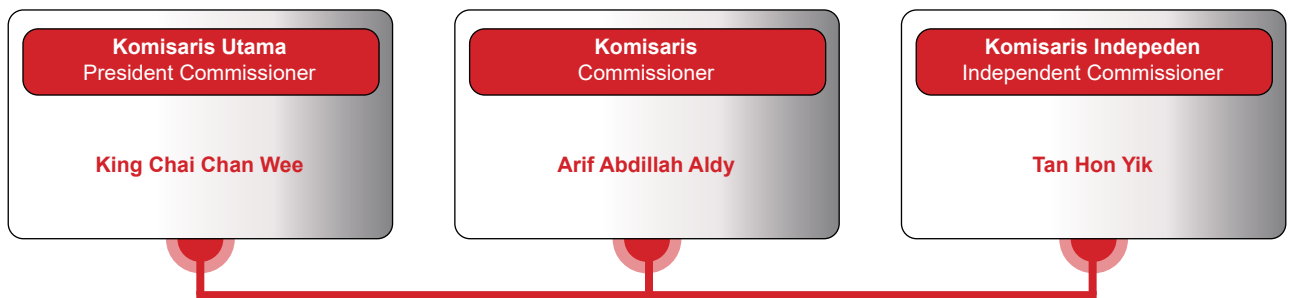 Komisaris Utama
President Commissioner
King Chai Chan Wee
Komisaris
Commissioner
Arif Abdillah Aldy
Komisaris Indepeden
Independent Commissioner
Tan Hon Yik